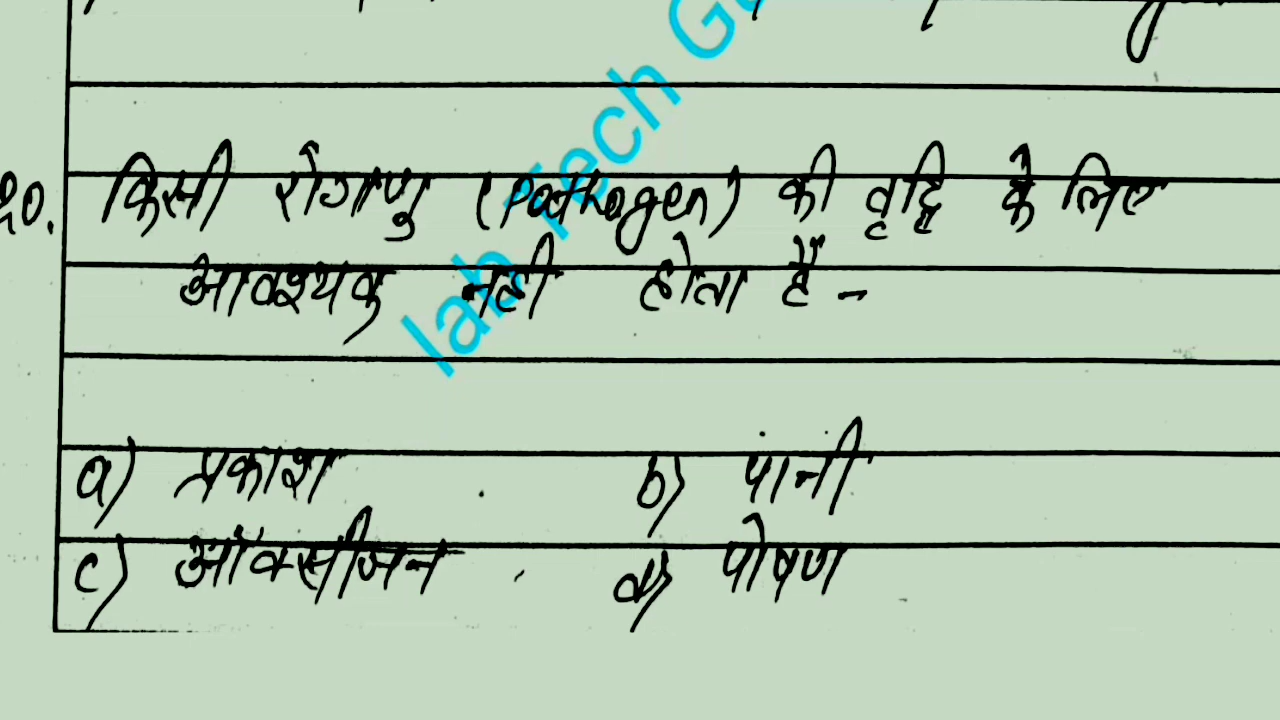 20. किसी रोगाणु (Pathogen) की वृद्धि के लिए
आवश्यक नही होता है -
a) प्रकाश b) पानी
c) ऑक्सीजन d) पोषण
lab Tech